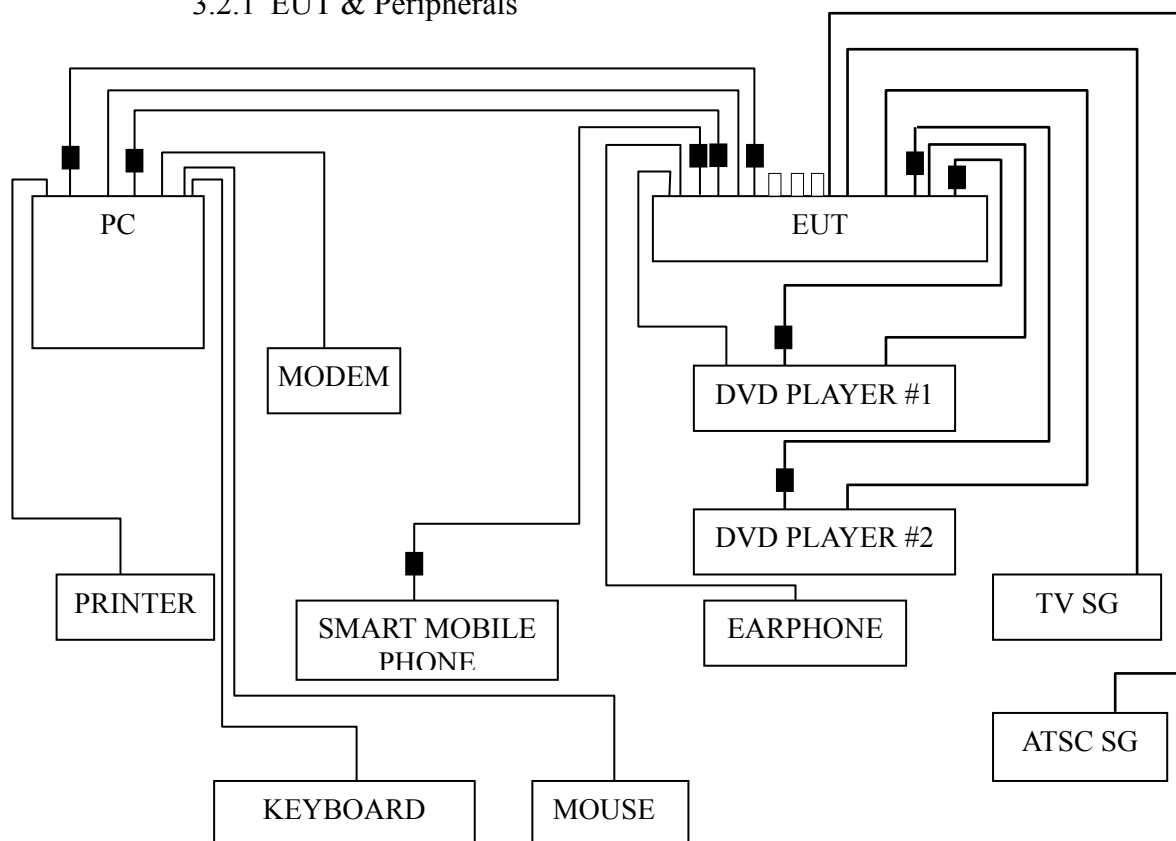 3.2.1 EUT & Peripherals
PC
EUT
MODEM
DVD PLAYER #1
DVD PLAYER #2
PRINTER
SMART MOBILE
PHONE
EARPHONE
TV SG
ATSC SG
KEYBOARD
MOUSE